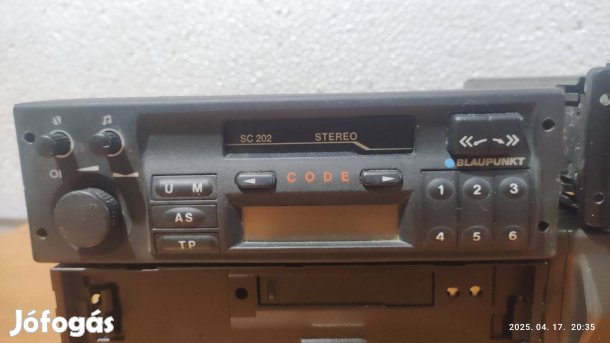 SC 202 STEREO
BLAUPUNKT
CODE
U M
AS
TP
1 2 3
4 5 6
Jófogás
2025. 04. 17. 20:35